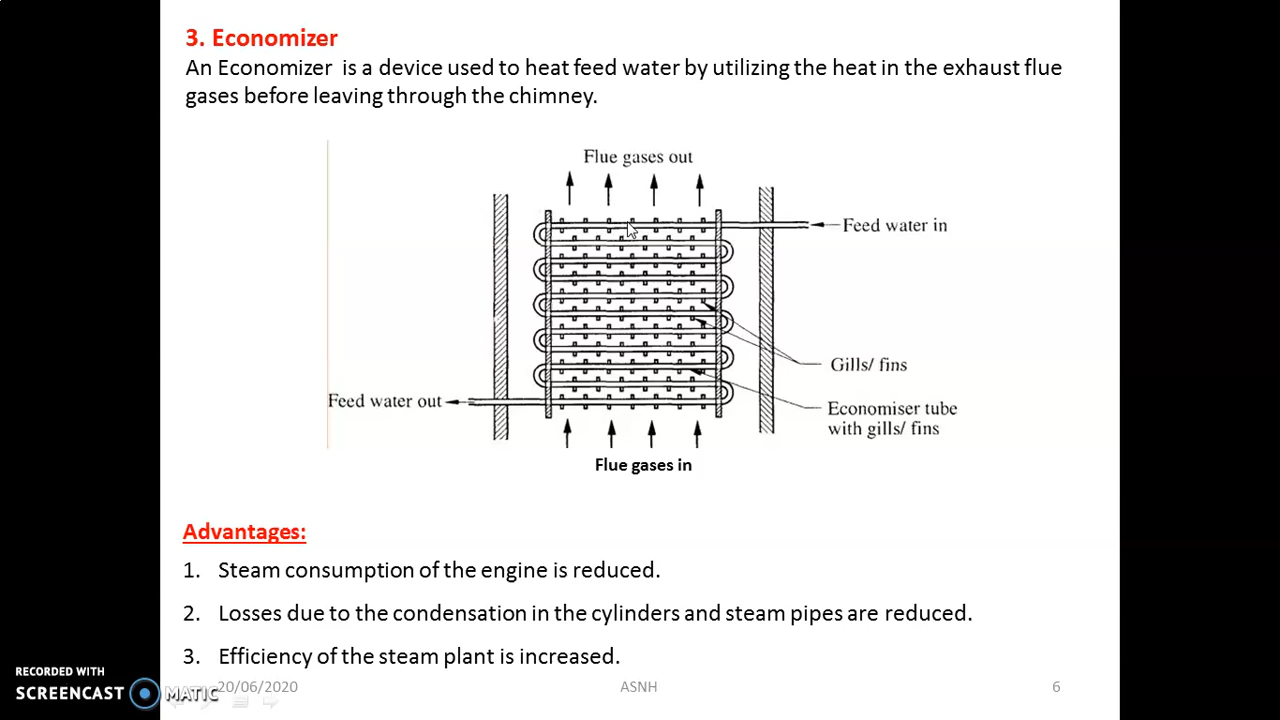 3. Economizer
An Economizer is a device used to heat feed water by utilizing the heat in the exhaust flue
gases before leaving through the chimney.
Flue gases out
Feed water in
Gills/ fins
Feed water out
Economiser tube
with gills/ fins
Flue gases in
Advantages:
1. Steam consumption of the engine is reduced.
2. Losses due to the condensation in the cylinders and steam pipes are reduced.
3. Efficiency of the steam plant is increased.
RECORDED WITH
SCREENCAST MATIC
20/06/2020
ASNH
6